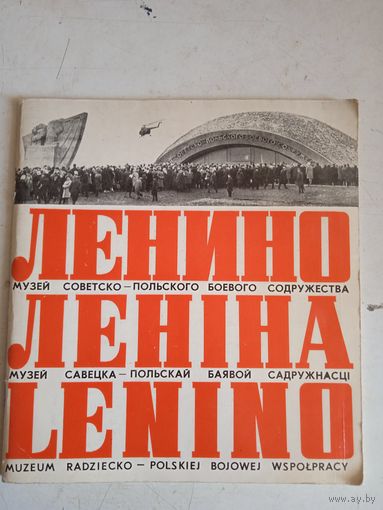 ЛЕНИНО
МУЗЕЙ СОВЕТСКО — ПОЛЬСКОГО БОЕВОГО СОДРУЖЕСТВА
ЛЕНІНА
МУЗЕЙ САВЕЦКА — ПОЛЬСКАЙ БАЯВОЙ САДРУЖНАСЦІ
LENINO
MUZEUM RADZIECKO — POLSKIEJ BOJOWEJ WSPÓŁPRACY
www.ay.by